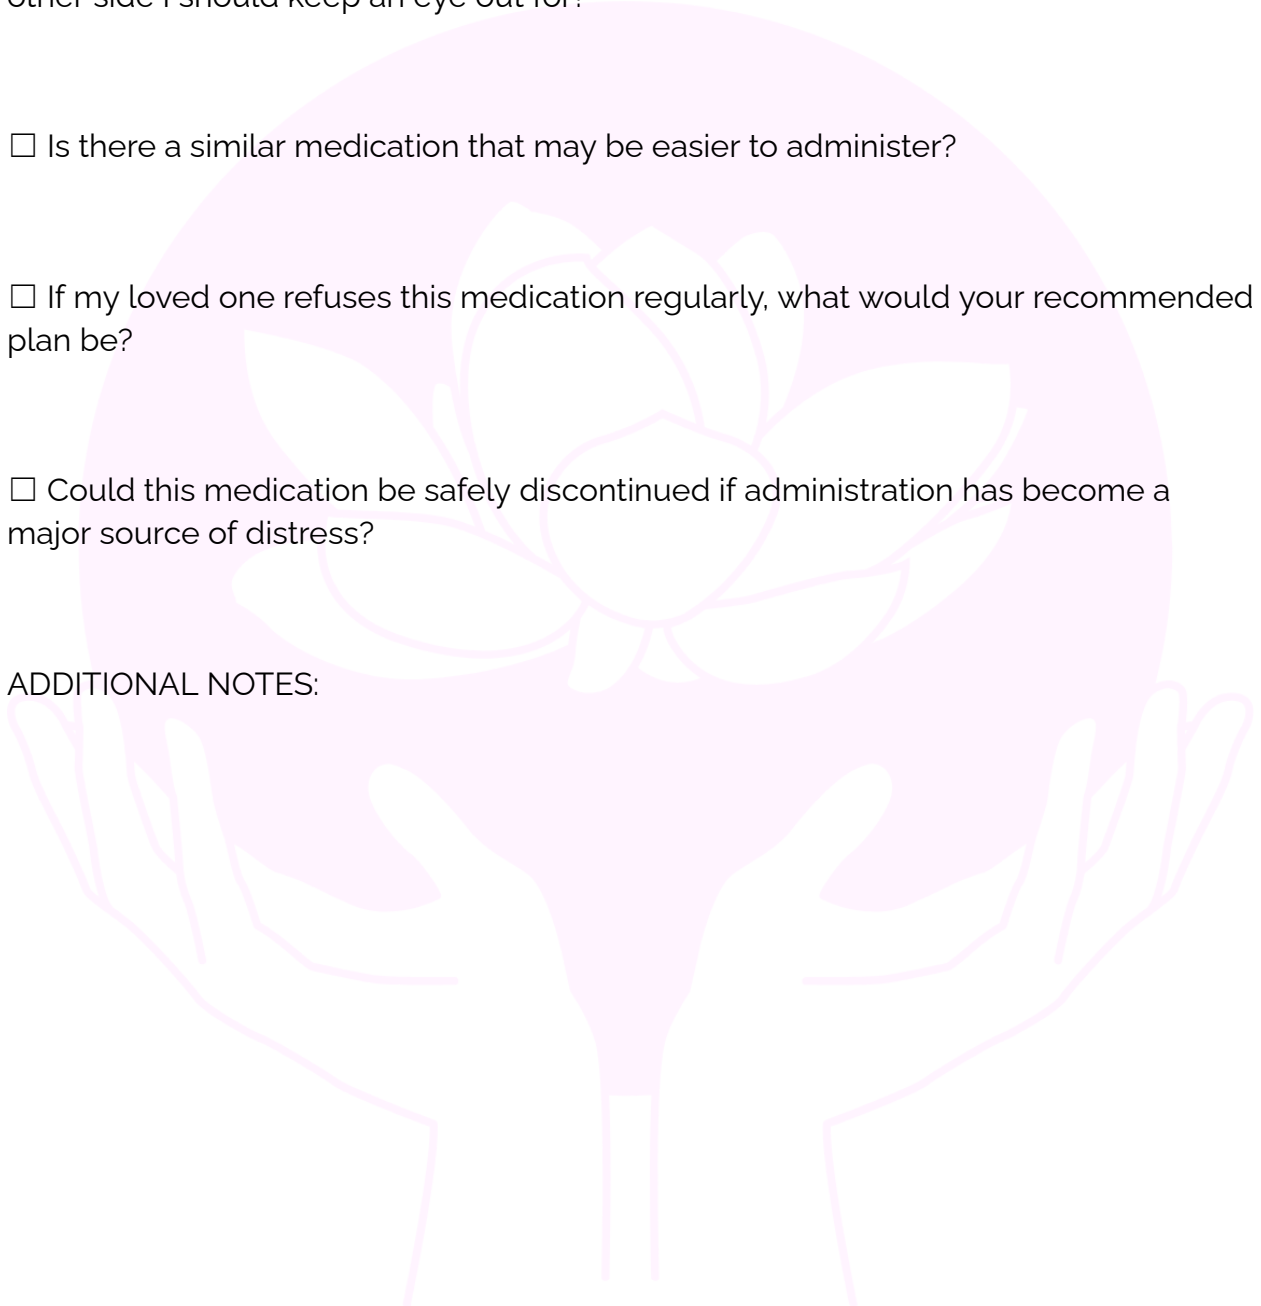 other side I should keep an eye out for?
☐ Is there a similar medication that may be easier to administer?
☐ If my loved one refuses this medication regularly, what would your recommended
plan be?
☐ Could this medication be safely discontinued if administration has become a
major source of distress?
ADDITIONAL NOTES: